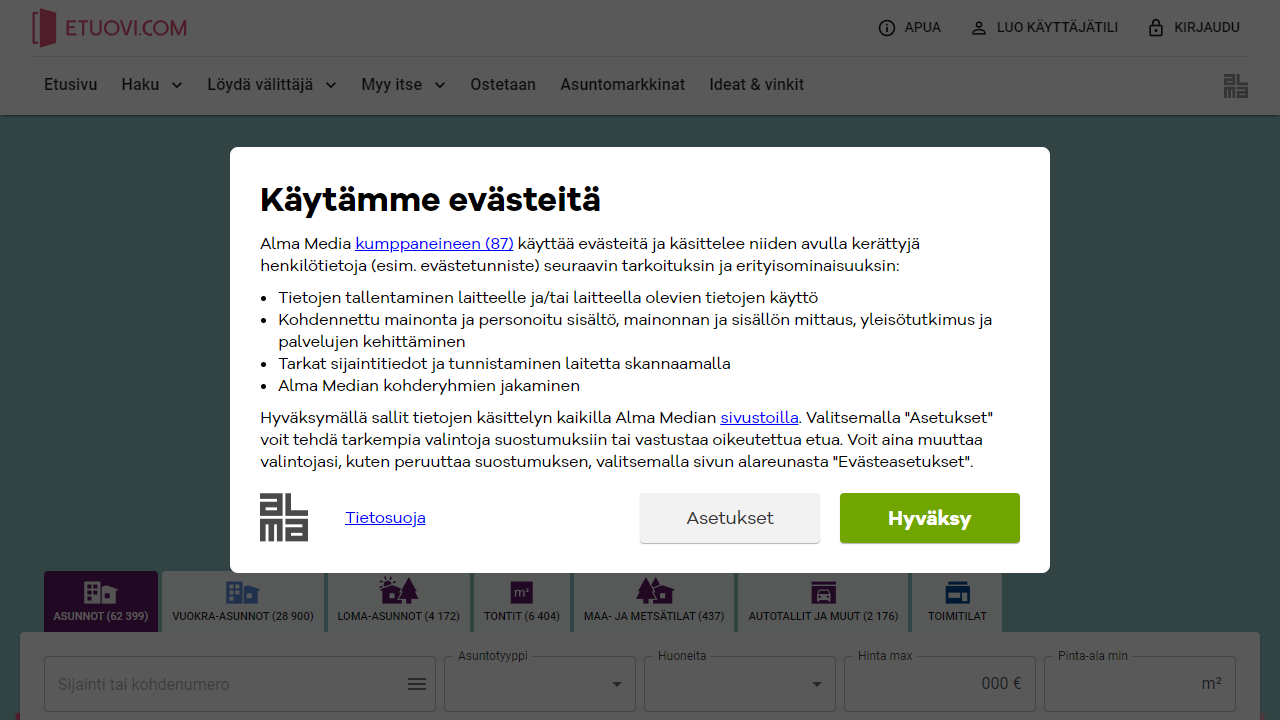 ETUOVI.COM
APUA
LUO KÄYTTÄJÄTILI
KIRJAUDU
Etusivu
Haku
Löydä välittäjä
Myy itse
Ostetaan
Asuntomarkkinat
Ideat & vinkit
alma
Käytämme evästeitä
Alma Media kumppaneineen (87) käyttää evästeitä ja käsittelee niiden avulla kerättyjä
henkilötietoja (esim. evästetunniste) seuraavin tarkoituksin ja erityisominaisuuksin:
• Tietojen tallentaminen laitteelle ja/tai laitteella olevien tietojen käyttö
• Kohdennettu mainonta ja personoitu sisältö, mainonnan ja sisällön mittaus, yleisötutkimus ja
palvelujen kehittäminen
• Tarkat sijaintitiedot ja tunnistaminen laitetta skannaamalla
• Alma Median kohderyhmien jakaminen
Hyväksymällä sallit tietojen käsittelyn kaikilla Alma Median sivustoilla. Valitsemalla "Asetukset"
voit tehdä tarkempia valintoja suostumuksiin tai vastustaa oikeutettua etua. Voit aina muuttaa
valintojasi, kuten peruuttaa suostumuksen, valitsemalla sivun alareunasta "Evästeasetukset".
alma
Tietosuoja
Asetukset
Hyväksy
ASUNNOT (62 399)
VUOKRA-ASUNNOT (28 900)
LOMA-ASUNNOT (4 172)
m²
TONTIT (6 404)
MAA- JA METSÄTILAT (437)
AUTOTALLIT JA MUUT (2 176)
TOIMITILAT
Sijainti tai kohdenumero
Asuntotyyppi
Huoneita
Hinta max
000 €
Pinta-ala min
m²